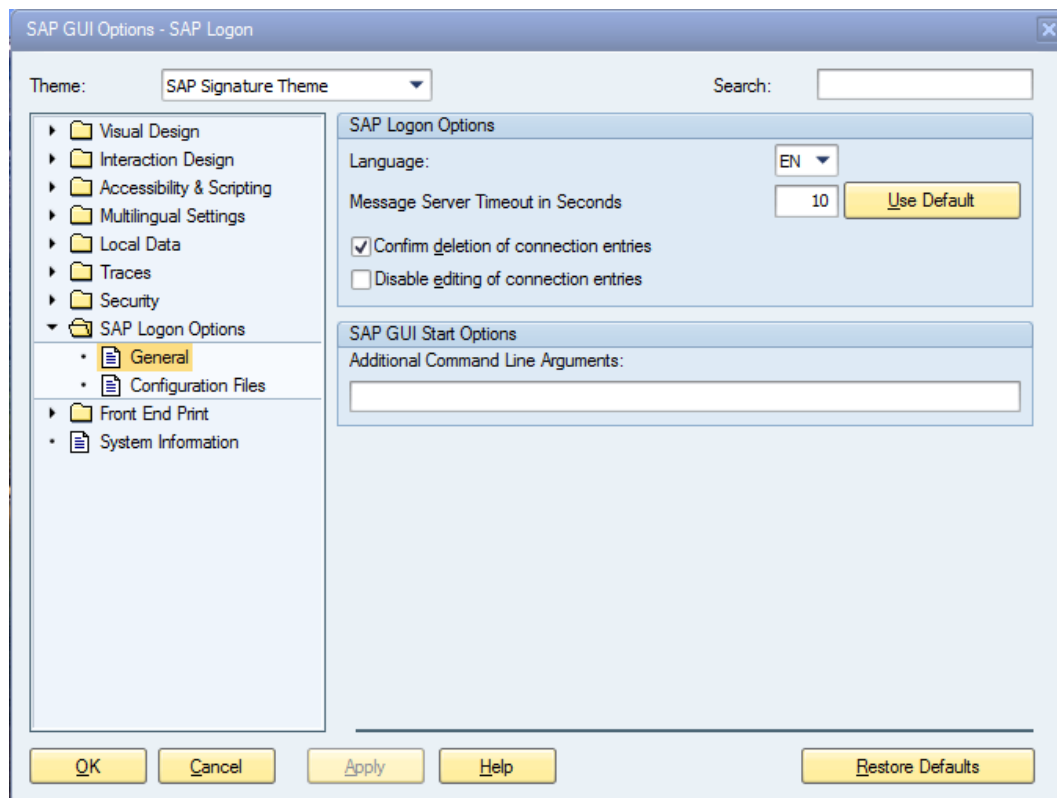 SAP GUI Options - SAP Logon
Theme: SAP Signature Theme Search:
Visual Design
Interaction Design
Accessibility & Scripting
Multilingual Settings
Local Data
Traces
Security
SAP Logon Options
General
Configuration Files
Front End Print
System Information
SAP Logon Options
Language: EN
Message Server Timeout in Seconds 10 Use Default
Confirm deletion of connection entries
Disable editing of connection entries
SAP GUI Start Options
Additional Command Line Arguments:
OK Cancel Apply Help Restore Defaults